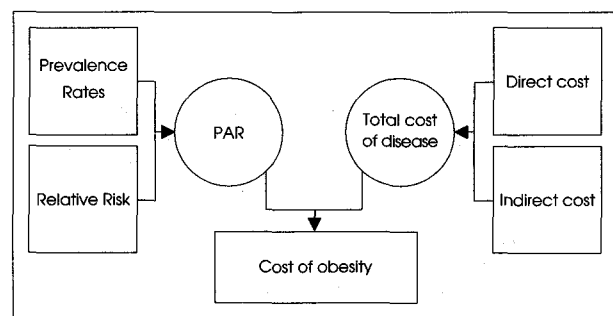 Prevalence
Rates
Relative Risk
PAR
Total cost
of disease
Direct cost
Indirect cost
Cost of obesity